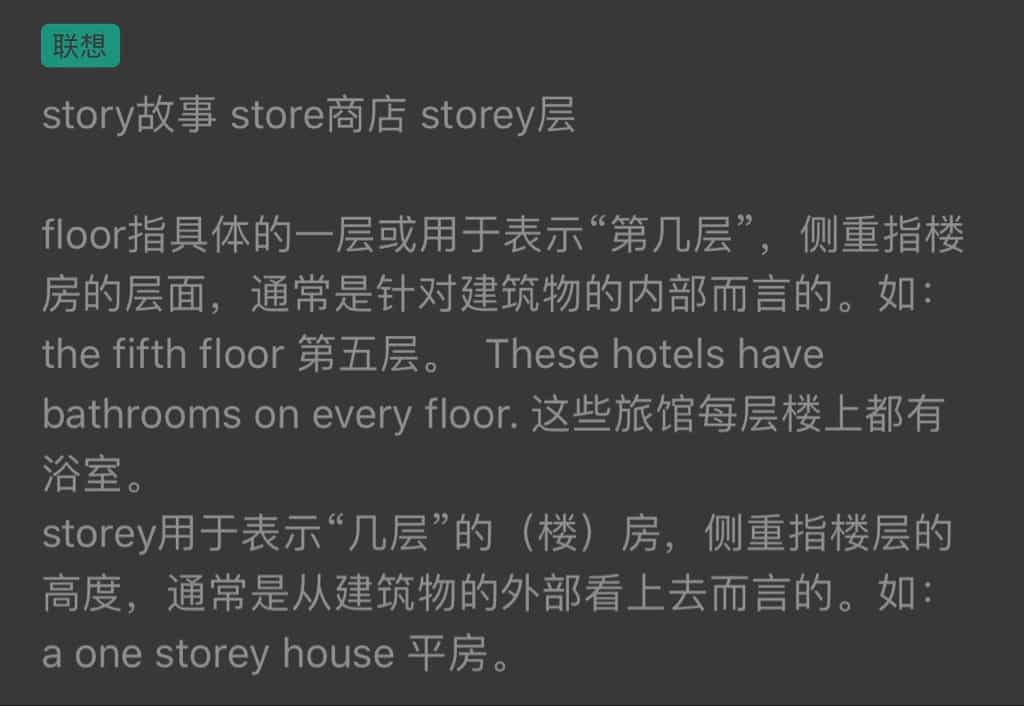 联想
story故事 store商店 storey层
floor指具体的一层或用于表示“第几层”，侧重指楼
房的层面，通常是针对建筑物的内部而言的。如：
the fifth floor 第五层。 These hotels have
bathrooms on every floor. 这些旅馆每层楼上都有
浴室。
storey用于表示“几层”的（楼）房，侧重指楼层的
高度，通常是从建筑物的外部看上去而言的。如：
a one storey house 平房。